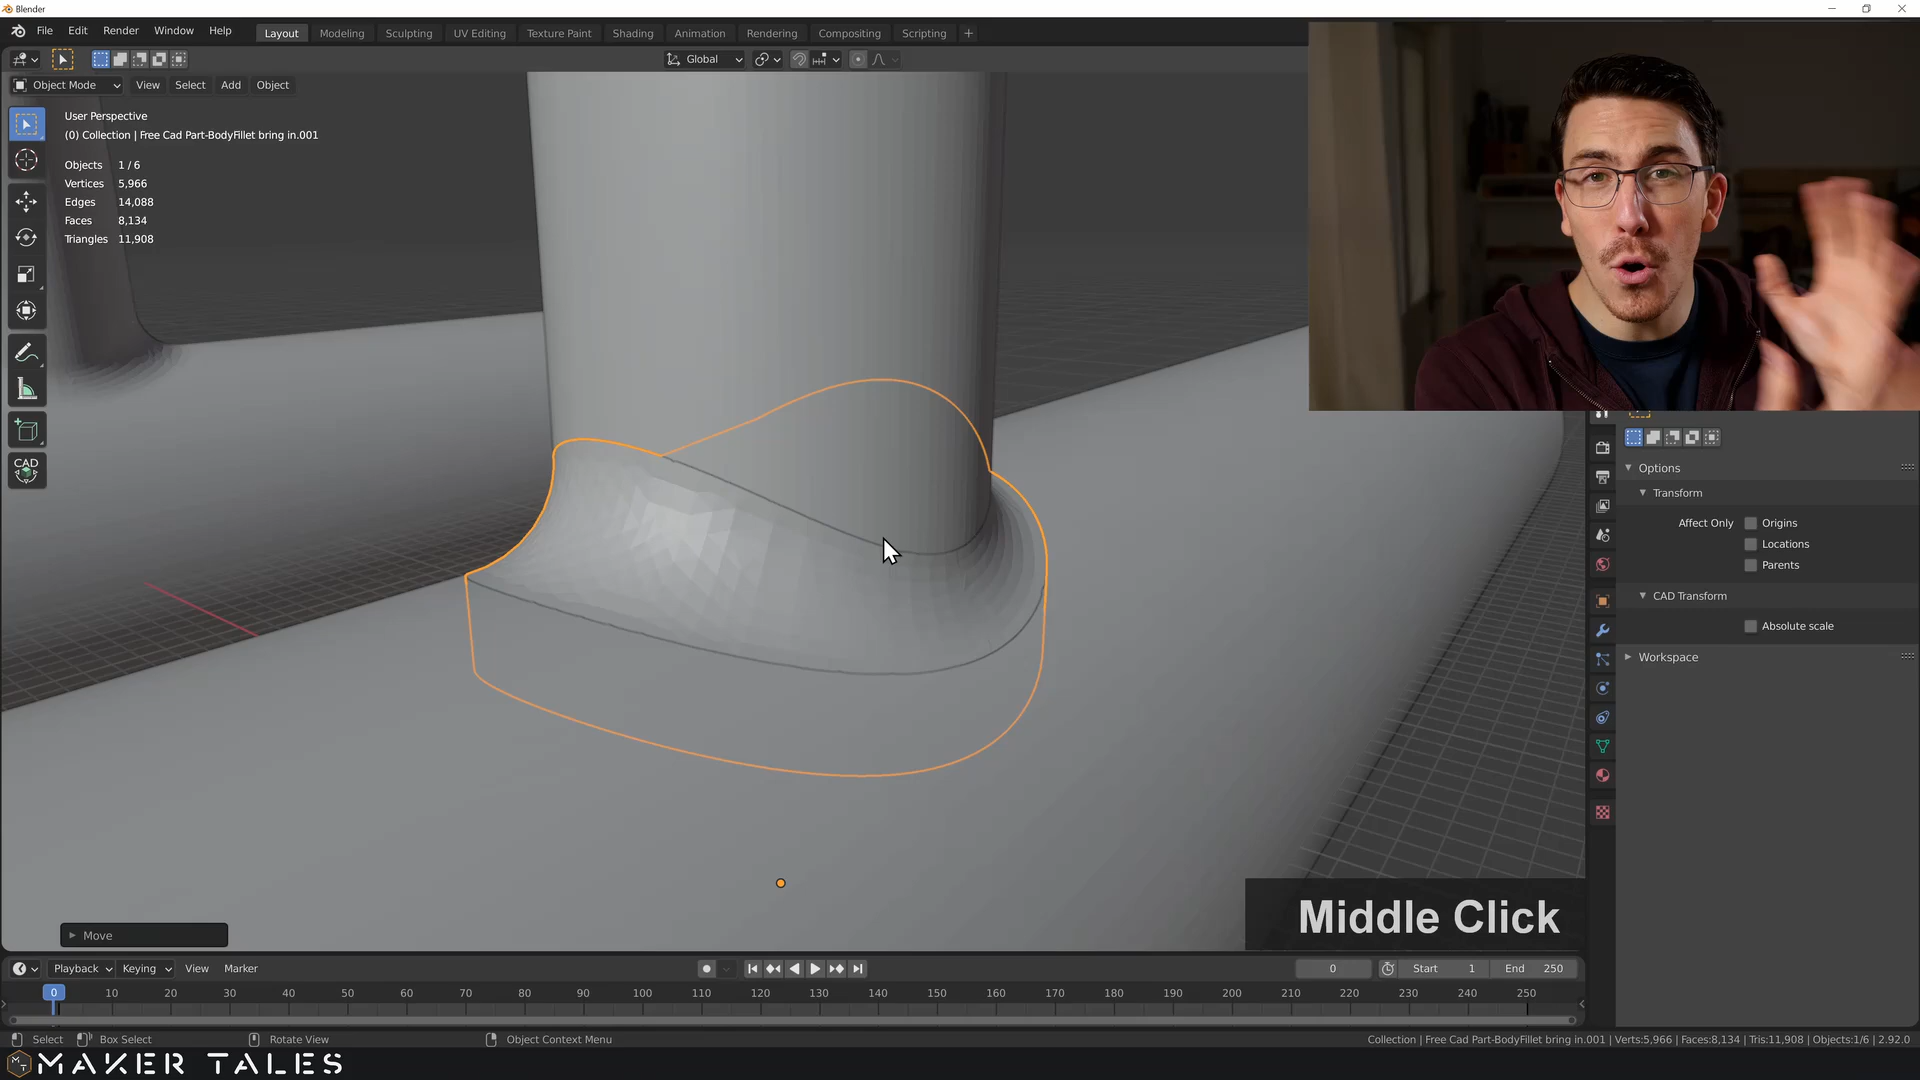 Blender
File Edit Render Window Help Layout Modeling Sculpting UV Editing Texture Paint Shading Animation Rendering Compositing Scripting
Global
Object Mode View Select Add Object
User Perspective
(0) Collection | Free Cad Part-BodyFillet bring in.001
Objects 1 / 6
Vertices 5,966
Edges 14,088
Faces 8,134
Triangles 11,908
CAD
Options
Transform
Affect Only Origins
Locations
Parents
CAD Transform
Absolute scale
Workspace
Middle Click
Move
Playback Keying View Marker 0 Start 1 End 250
0 10 20 30 40 50 60 70 80 90 100 110 120 130 140 150 160 170 180 190 200 210 220 230 240 250
Select Box Select Rotate View Object Context Menu Collection | Free Cad Part-BodyFillet bring in.001 | Verts:5,966 | Faces:8,134 | Tris:11,908 | Objects:1/6 | 2.92.0
MAKER TALES